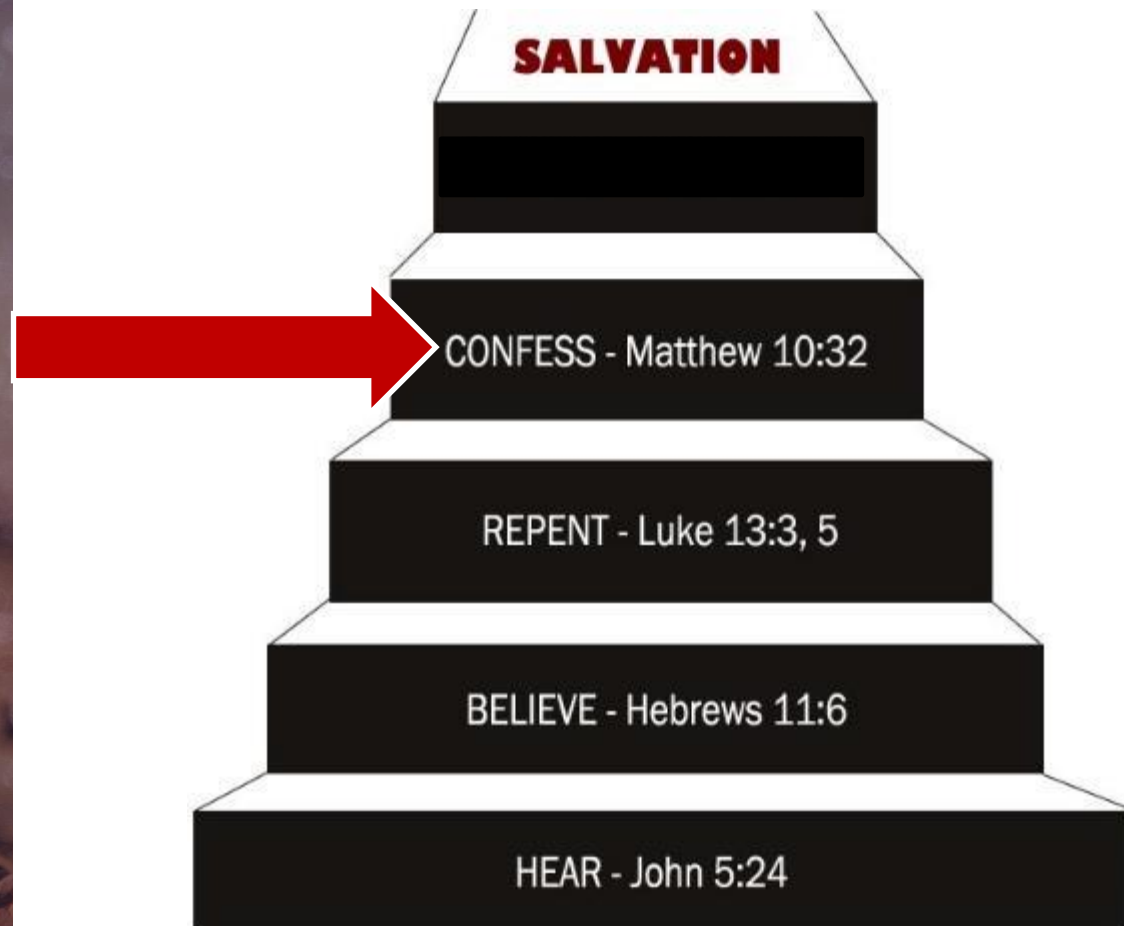 SALVATION
CONFESS - Matthew 10:32
REPENT - Luke 13:3, 5
BELIEVE - Hebrews 11:6
HEAR - John 5:24